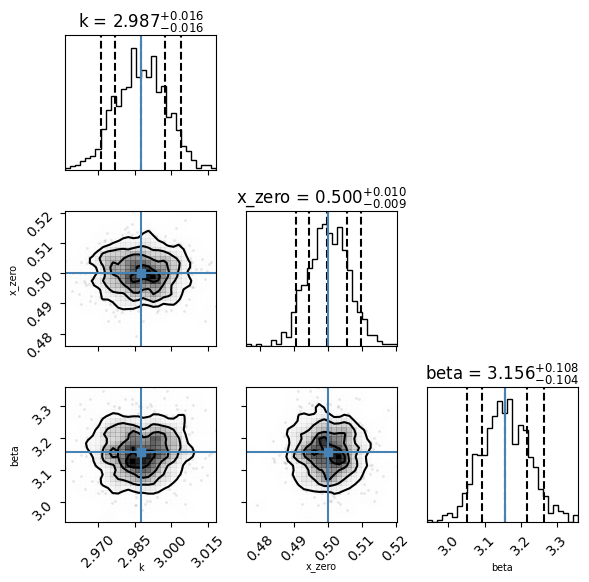 k = 2.987+0.016−0.016
x_zero = 0.500+0.010−0.009
beta = 3.156+0.108−0.104
x_zero
0.52
0.51
0.50
0.49
0.48
beta
3.3
3.2
3.1
3.0
2.970
2.985
3.000
3.015
k
0.48
0.49
0.50
0.51
0.52
x_zero
3.0
3.1
3.2
3.3
beta